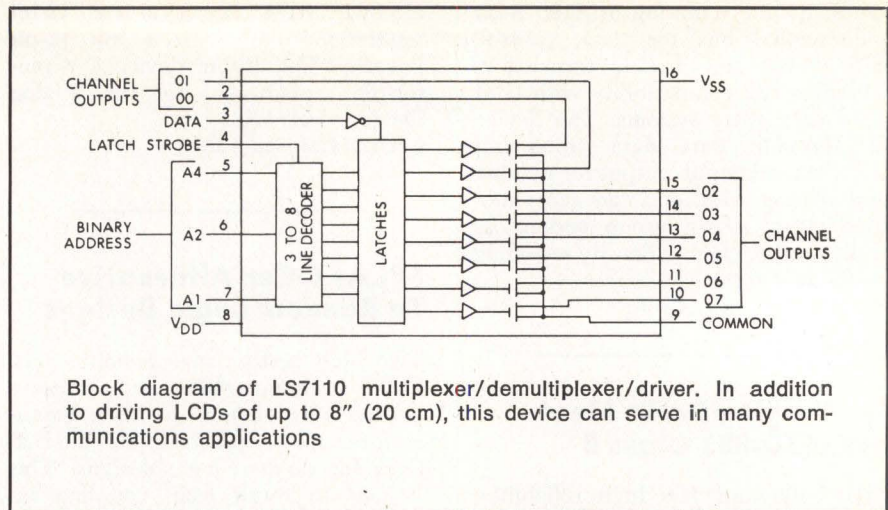 CHANNEL OUTPUTS
01
00
DATA
LATCH STROBE
BINARY ADDRESS
A4
A2
A1
VDD
1
2
3
4
5
6
7
8
3 TO 8 LINE DECODER
LATCHES
16
VSS
15
02
14
03
13
04
12
05
11
06
10
07
9
COMMON
CHANNEL OUTPUTS
Block diagram of LS7110 multiplexer/demultiplexer/driver. In addition
to driving LCDs of up to 8″ (20 cm), this device can serve in many com-
munications applications